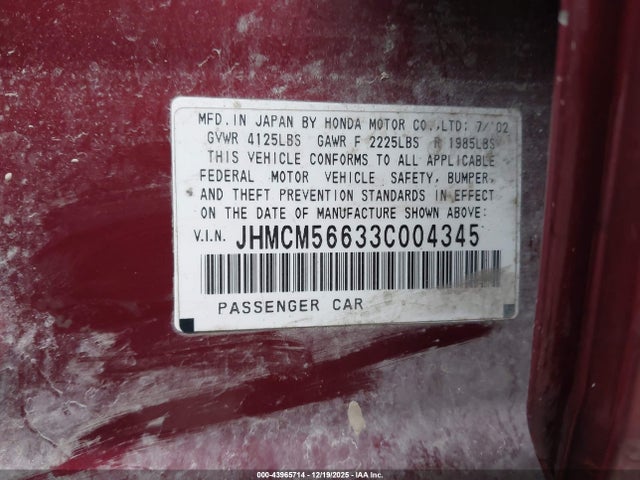 MFD. IN JAPAN BY HONDA MOTOR CO., LTD: 7/ 02
GVWR 4125LBS GAWR F 2225LBS R 1985LBS
THIS VEHICLE CONFORMS TO ALL APPLICABLE
FEDERAL MOTOR VEHICLE SAFETY, BUMPER,
AND THEFT PREVENTION STANDARDS IN EFFECT
ON THE DATE OF MANUFACTURE SHOWN ABOVE:
V.I.N. JHMCM56633C004345
PASSENGER CAR
000-43965714 - 12/19/2025 - IAAI.COM